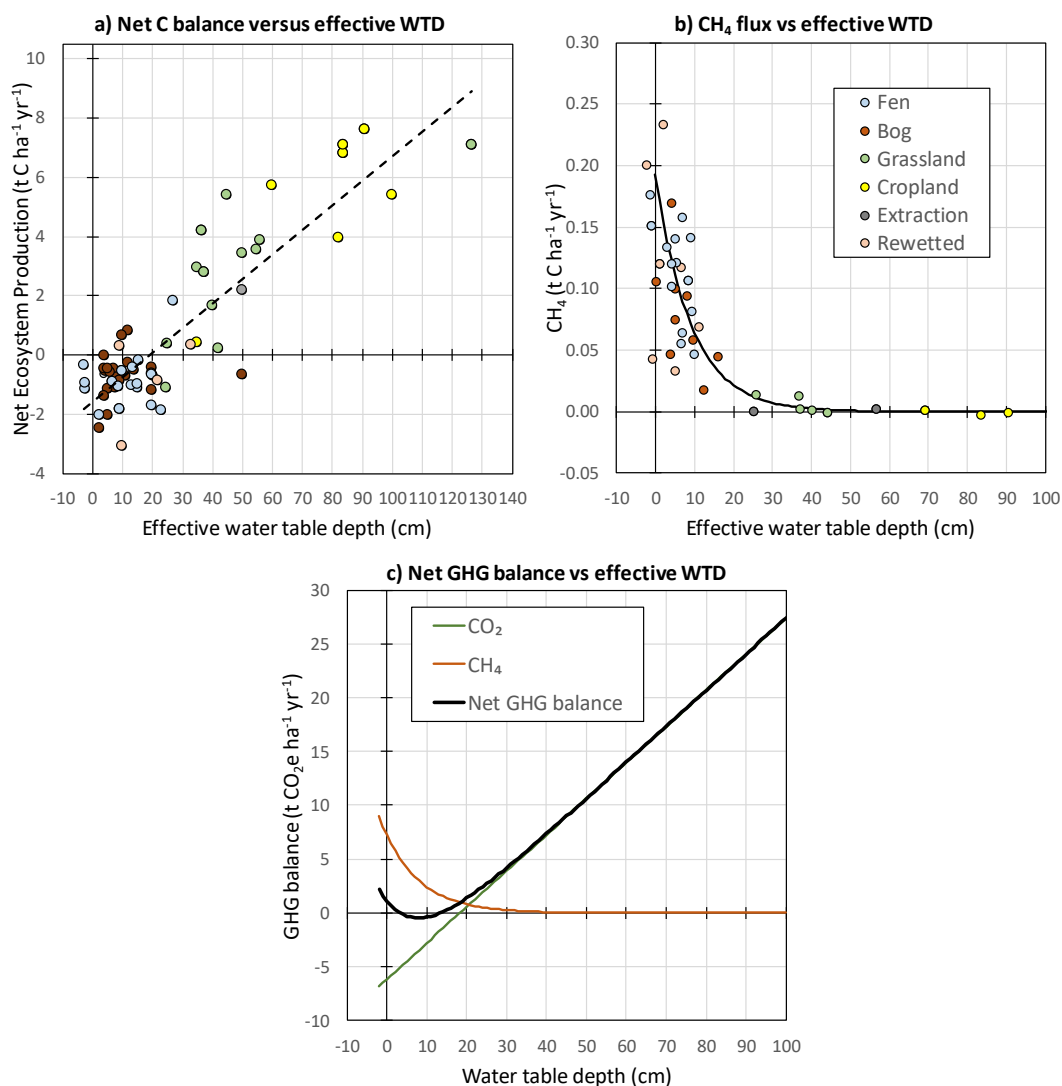 a) Net C balance versus effective WTD
Net Ecosystem Production (t C ha⁻¹ yr⁻¹)
10
8
6
4
2
0
-2
-4
-10 0 10 20 30 40 50 60 70 80 90 100 110 120 130 140
Effective water table depth (cm)
b) CH₄ flux vs effective WTD
CH₄ (t C ha⁻¹ yr⁻¹)
0.30
0.25
0.20
0.15
0.10
0.05
0.00
-0.05
Fen
Bog
Grassland
Cropland
Extraction
Rewetted
-10 0 10 20 30 40 50 60 70 80 90 100
Effective water table depth (cm)
c) Net GHG balance vs effective WTD
GHG balance (t CO₂e ha⁻¹ yr⁻¹)
30
25
20
15
10
5
0
-5
-10
CO₂
CH₄
Net GHG balance
-10 0 10 20 30 40 50 60 70 80 90 100
Water table depth (cm)